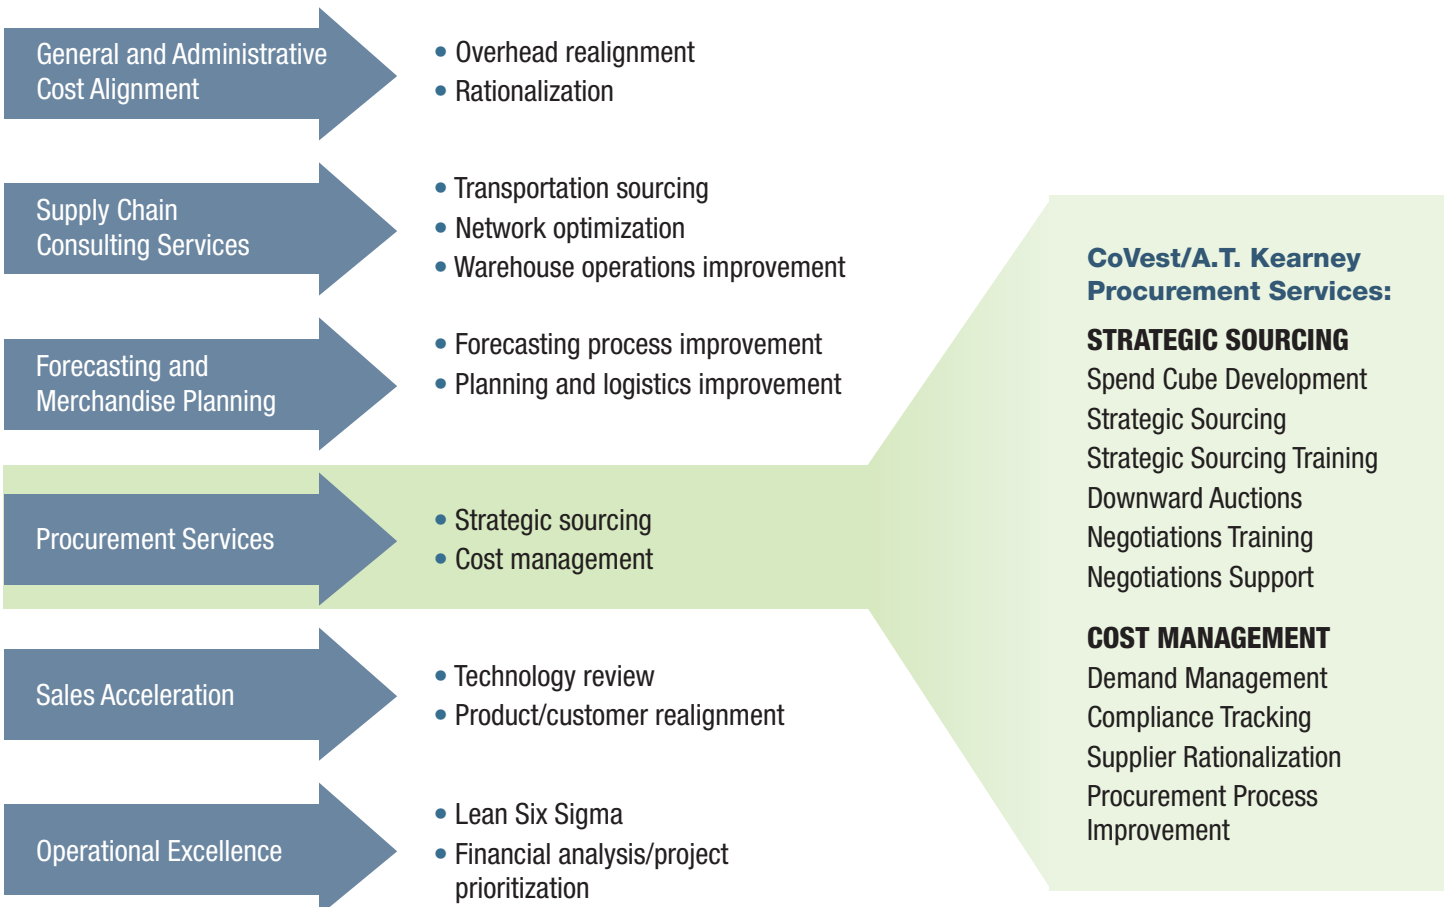 General and Administrative
Cost Alignment
• Overhead realignment
• Rationalization
Supply Chain
Consulting Services
• Transportation sourcing
• Network optimization
• Warehouse operations improvement
Forecasting and
Merchandise Planning
• Forecasting process improvement
• Planning and logistics improvement
Procurement Services
• Strategic sourcing
• Cost management
Sales Acceleration
• Technology review
• Product/customer realignment
Operational Excellence
• Lean Six Sigma
• Financial analysis/project
prioritization
CoVest/A.T. Kearney
Procurement Services:
STRATEGIC SOURCING
Spend Cube Development
Strategic Sourcing
Strategic Sourcing Training
Downward Auctions
Negotiations Training
Negotiations Support
COST MANAGEMENT
Demand Management
Compliance Tracking
Supplier Rationalization
Procurement Process
Improvement